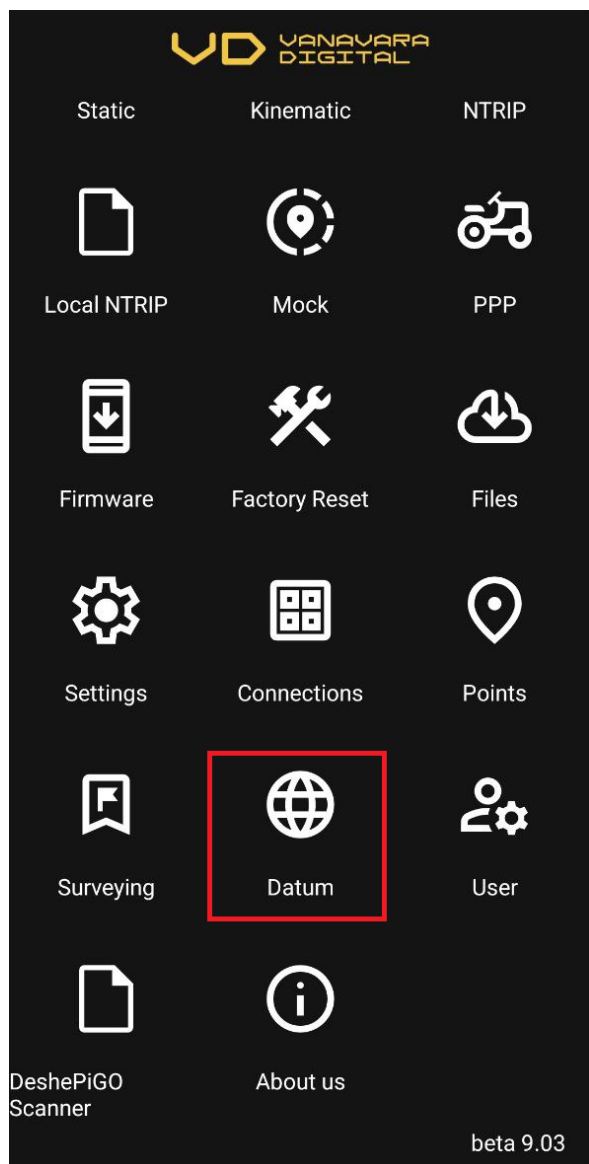 VD VANAVARA
DIGITAL
Static Kinematic NTRIP
Local NTRIP Mock PPP
Firmware Factory Reset Files
Settings Connections Points
Surveying Datum User
DeshePiGO About us
Scanner
beta 9.03